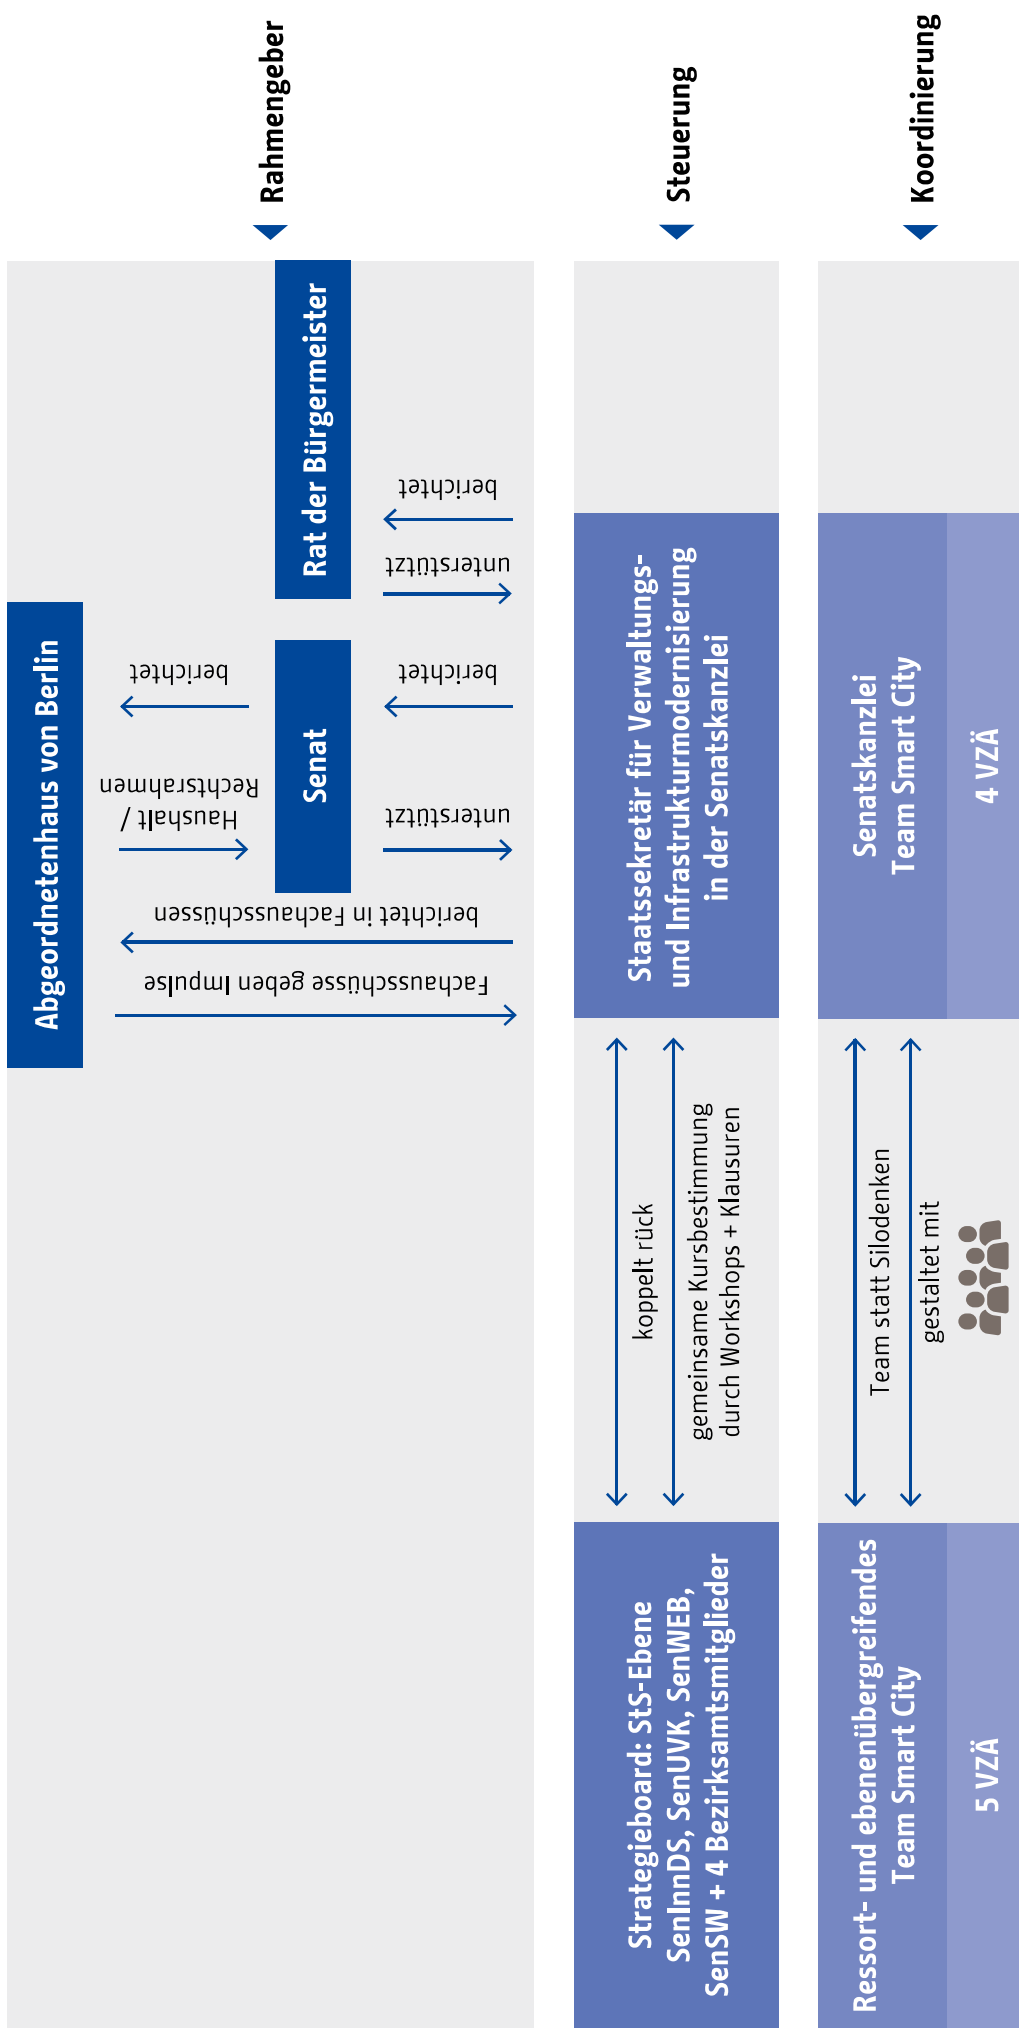 Rahmengeber
Abgeordnetenhaus von Berlin
Fachausschüsse geben Impulse
berichtet in Fachausschüssen
Haushalt /
Rechtsrahmen
berichtet
Senat
Rat der Bürgermeister
unterstützt
berichtet
unterstützt
berichtet
Steuerung
Strategieboard: StS-Ebene
SenInnDS, SenUVK, SenWEB,
SenSW + 4 Bezirksamtsmitglieder
koppelt rück
gemeinsame Kursbestimmung
durch Workshops + Klausuren
Staatssekretär für Verwaltungs-
und Infrastrukturmodernisierung
in der Senatskanzlei
Koordinierung
Ressort- und ebenenübergreifendes
Team Smart City
5 VZÄ
Team statt Silodenken
gestaltet mit
Senatskanzlei
Team Smart City
4 VZÄ